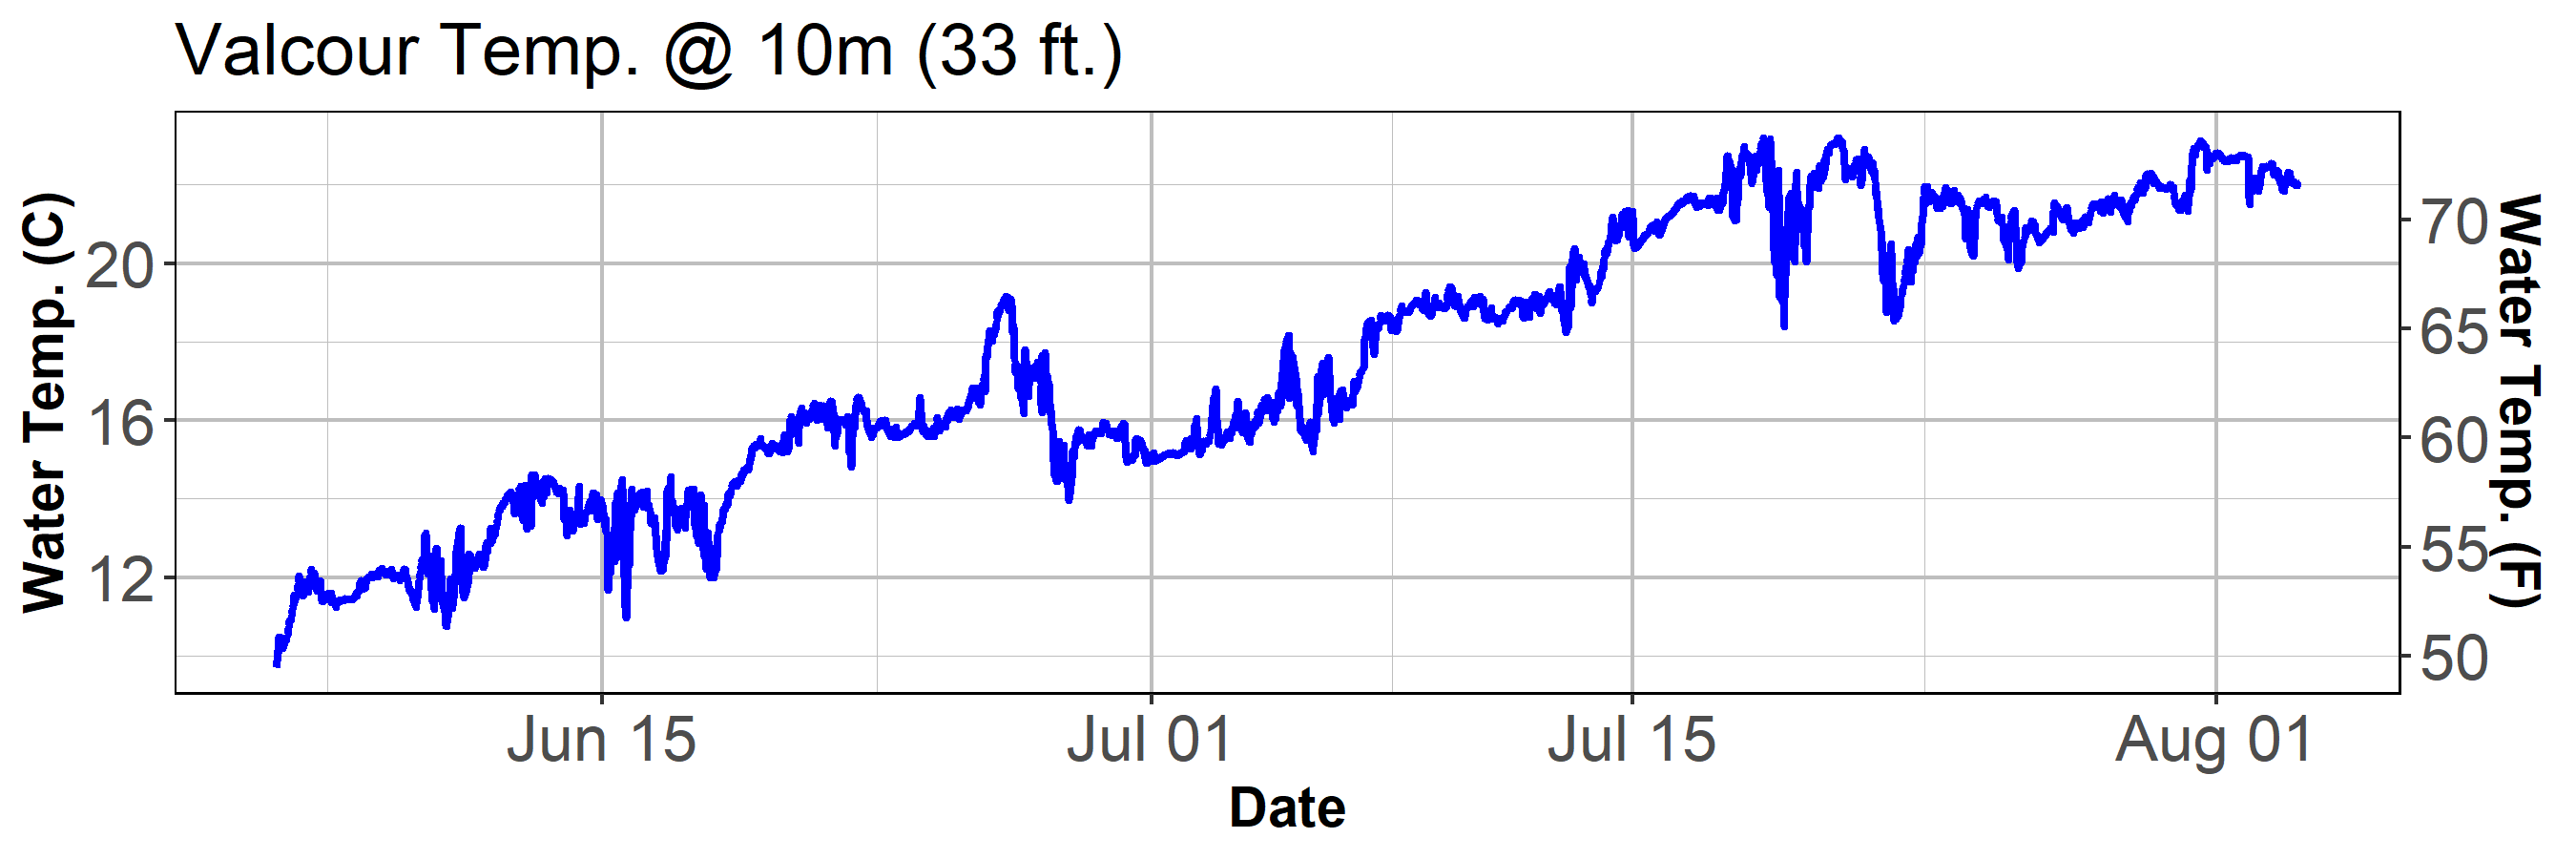 Valcour Temp. @ 10m (33 ft.)
Water Temp. (C)
20
16
12
70
65
60
55
50
Water Temp. (F)
Jun 15
Jul 01
Jul 15
Aug 01
Date